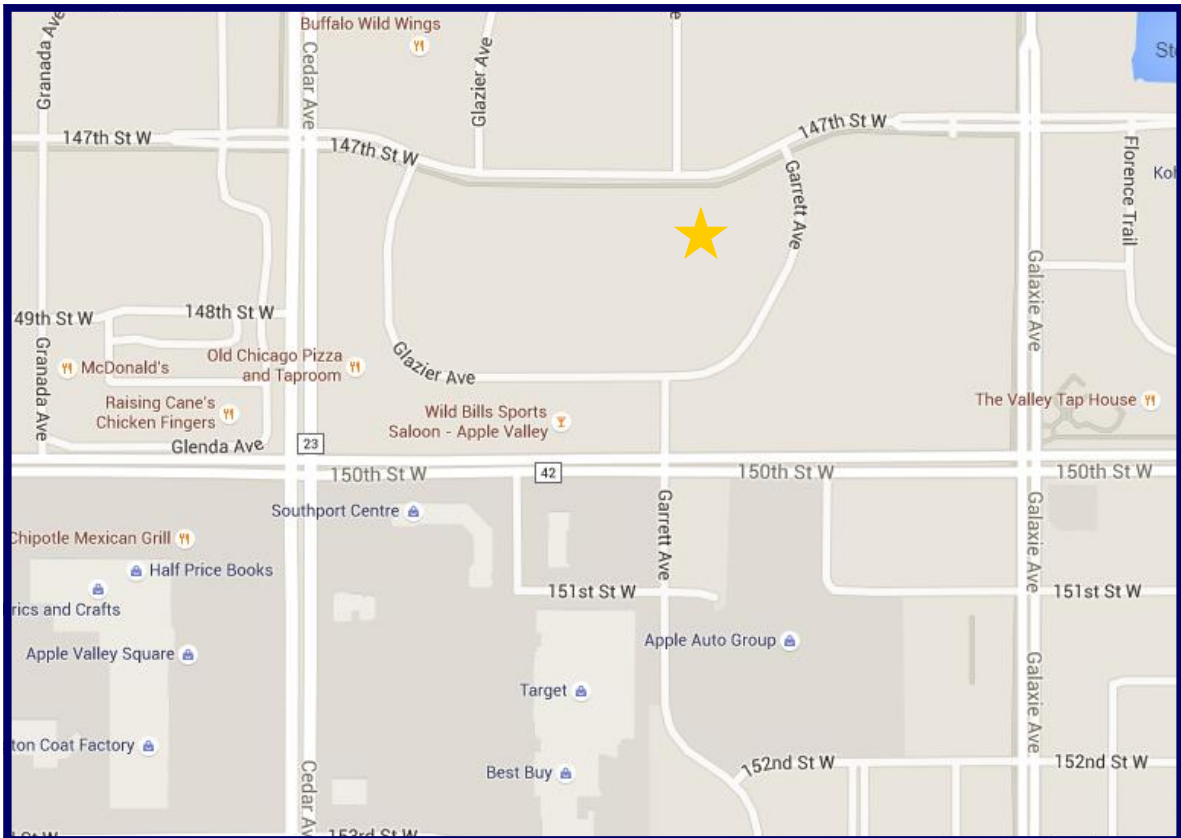 Buffalo Wild Wings
Granada Ave
Cedar Ave
Glazier Ave
147th St W
147th St W
147th St W
Garrett Ave
Florence Trail
Galaxie Ave
49th St W
148th St W
Granada Ave
McDonald's
Old Chicago Pizza
and Taproom
Glazier Ave
Raising Cane's
Chicken Fingers
Wild Bills Sports
Saloon - Apple Valley
The Valley Tap House
Glenda Ave
23
150th St W
42
150th St W
150th St W
Southport Centre
Garrett Ave
Galaxie Ave
Chipotle Mexican Grill
Half Price Books
rics and Crafts
151st St W
151st St W
Apple Valley Square
Apple Auto Group
Galaxie Ave
Target
ton Coat Factory
Best Buy
152nd St W
152nd St W
Cedar Av
153rd St W